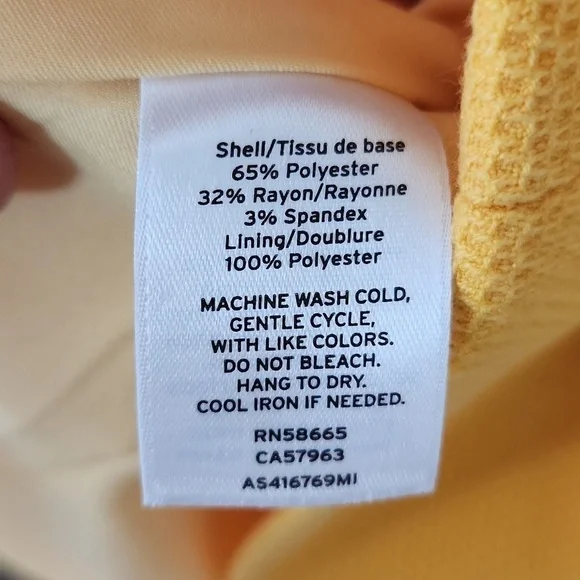 Shell/Tissu de base
65% Polyester
32% Rayon/Rayonne
3% Spandex
Lining/Doublure
100% Polyester
MACHINE WASH COLD,
GENTLE CYCLE,
WITH LIKE COLORS.
DO NOT BLEACH.
HANG TO DRY.
COOL IRON IF NEEDED.
RN58665
CA57963
AS416769MI